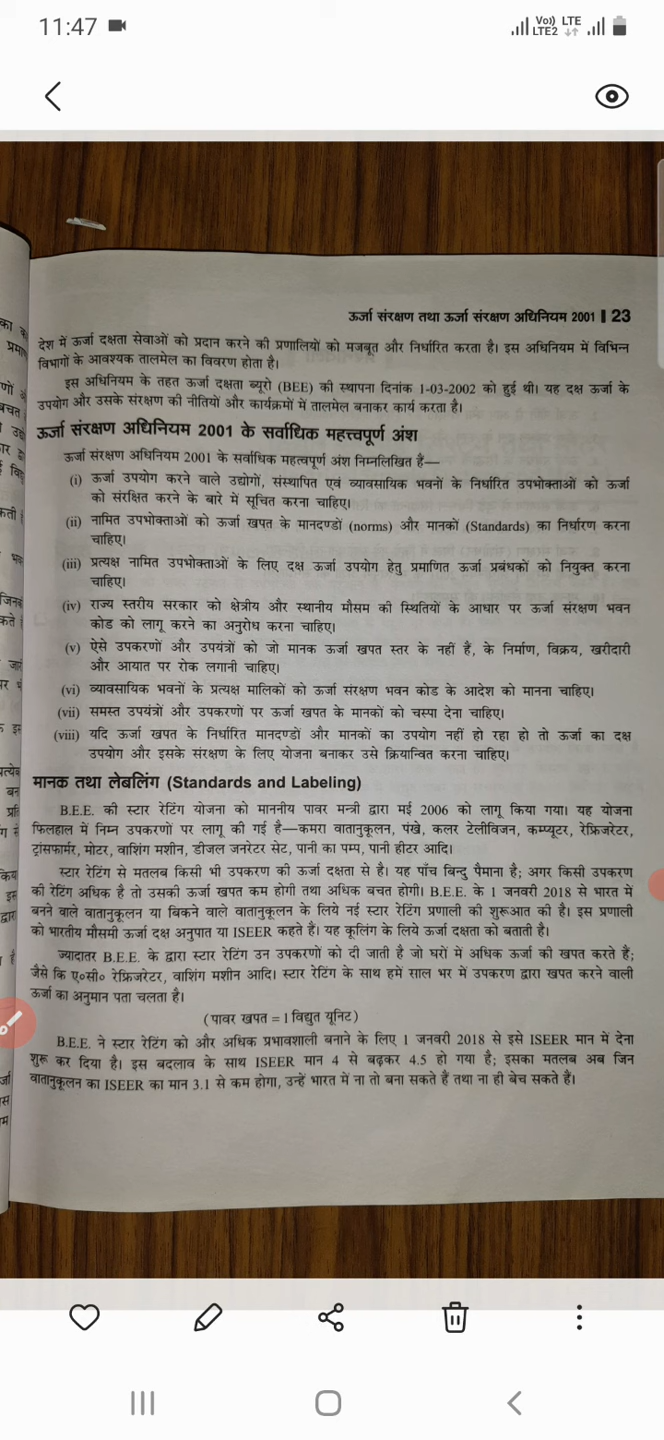 11:47
Vo)) LTE
LTE2
ऊर्जा संरक्षण तथा ऊर्जा संरक्षण अधिनियम 2001 | 23
देश में ऊर्जा दक्षता सेवाओं को प्रदान करने की प्रणालियों को मजबूत और निर्धारित करता है। इस अधिनियम में विभिन्न
विभागों के आवश्यक तालमेल का विवरण होता है।
इस अधिनियम के तहत ऊर्जा दक्षता ब्यूरो (BEE) की स्थापना दिनांक 1-03-2002 को हुई थी। यह दक्ष ऊर्जा के
उपयोग और उसके संरक्षण की नीतियों और कार्यक्रमों में तालमेल बनाकर कार्य करता है।
ऊर्जा संरक्षण अधिनियम 2001 के सर्वाधिक महत्त्वपूर्ण अंश
ऊर्जा संरक्षण अधिनियम 2001 के सर्वाधिक महत्वपूर्ण अंश निम्नलिखित हैं—
(i) ऊर्जा उपयोग करने वाले उद्योगों, संस्थापित एवं व्यावसायिक भवनों के निर्धारित उपभोक्ताओं को ऊर्जा
को संरक्षित करने के बारे में सूचित करना चाहिए।
(ii) नामित उपभोक्ताओं को ऊर्जा खपत के मानदण्डों (norms) और मानकों (Standards) का निर्धारण करना
चाहिए।
(iii) प्रत्यक्ष नामित उपभोक्ताओं के लिए दक्ष ऊर्जा उपयोग हेतु प्रमाणित ऊर्जा प्रबंधकों को नियुक्त करना
चाहिए।
(iv) राज्य स्तरीय सरकार को क्षेत्रीय और स्थानीय मौसम की स्थितियों के आधार पर ऊर्जा संरक्षण भवन
कोड को लागू करने का अनुरोध करना चाहिए।
(v) ऐसे उपकरणों और उपयंत्रों को जो मानक ऊर्जा खपत स्तर के नहीं हैं, के निर्माण, विक्रय, खरीदारी
और आयात पर रोक लगानी चाहिए।
(vi) व्यावसायिक भवनों के प्रत्यक्ष मालिकों को ऊर्जा संरक्षण भवन कोड के आदेश को मानना चाहिए।
(vii) समस्त उपयंत्रों और उपकरणों पर ऊर्जा खपत के मानकों को चस्पा देना चाहिए।
(viii) यदि ऊर्जा खपत के निर्धारित मानदण्डों और मानकों का उपयोग नहीं हो रहा हो तो ऊर्जा का दक्ष
उपयोग और इसके संरक्षण के लिए योजना बनाकर उसे क्रियान्वित करना चाहिए।
मानक तथा लेबलिंग (Standards and Labeling)
B.E.E. की स्टार रेटिंग योजना को माननीय पावर मन्त्री द्वारा मई 2006 को लागू किया गया। यह योजना
फिलहाल में निम्न उपकरणों पर लागू की गई है—कमरा वातानुकूलन, पंखे, कलर टेलीविजन, कम्प्यूटर, रेफ्रिजरेटर,
ट्रांसफार्मर, मोटर, वाशिंग मशीन, डीजल जनरेटर सेट, पानी का पम्प, पानी हीटर आदि।
स्टार रेटिंग से मतलब किसी भी उपकरण की ऊर्जा दक्षता से है। यह पाँच बिन्दु पैमाना है; अगर किसी उपकरण
की रेटिंग अधिक है तो उसकी ऊर्जा खपत कम होगी तथा अधिक बचत होगी। B.E.E. के 1 जनवरी 2018 से भारत में
बनने वाले वातानुकूलन या बिकने वाले वातानुकूलन के लिये नई स्टार रेटिंग प्रणाली की शुरूआत की है। इस प्रणाली
को भारतीय मौसमी ऊर्जा दक्ष अनुपात या ISEER कहते हैं। यह कूलिंग के लिये ऊर्जा दक्षता को बताती है।
ज्यादातर B.E.E. के द्वारा स्टार रेटिंग उन उपकरणों को दी जाती है जो घरों में अधिक ऊर्जा की खपत करते हैं;
जैसे कि ए०सी० रेफ्रिजरेटर, वाशिंग मशीन आदि। स्टार रेटिंग के साथ हमें साल भर में उपकरण द्वारा खपत करने वाली
ऊर्जा का अनुमान पता चलता है।
(पावर खपत = 1 विद्युत यूनिट)
B.E.E. ने स्टार रेटिंग को और अधिक प्रभावशाली बनाने के लिए 1 जनवरी 2018 से इसे ISEER मान में देना
शुरू कर दिया है। इस बदलाव के साथ ISEER मान 4 से बढ़कर 4.5 हो गया है; इसका मतलब अब जिन
वातानुकूलन का ISEER का मान 3.1 से कम होगा, उन्हें भारत में ना तो बना सकते हैं तथा ना ही बेच सकते हैं।